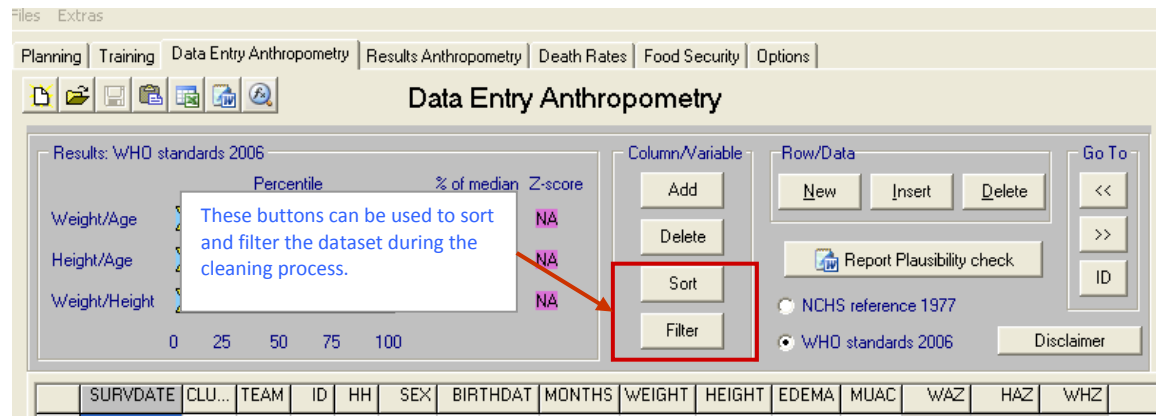 Files Extras
Planning Training Data Entry Anthropometry Results Anthropometry Death Rates Food Security Options
Data Entry Anthropometry
Results: WHO standards 2006
Percentile % of median Z-score
Weight/Age NA
Height/Age NA
Weight/Height NA
0 25 50 75 100
These buttons can be used to sort
and filter the dataset during the
cleaning process.
Column/Variable
Add
Delete
Sort
Filter
Row/Data
New Insert Delete
Report Plausibility check
NCHS reference 1977
WHO standards 2006
Disclaimer
Go To
<<
>>
ID
SURVDATE CLU... TEAM ID HH SEX BIRTHDAT MONTHS WEIGHT HEIGHT EDEMA MUAC WAZ HAZ WHZ